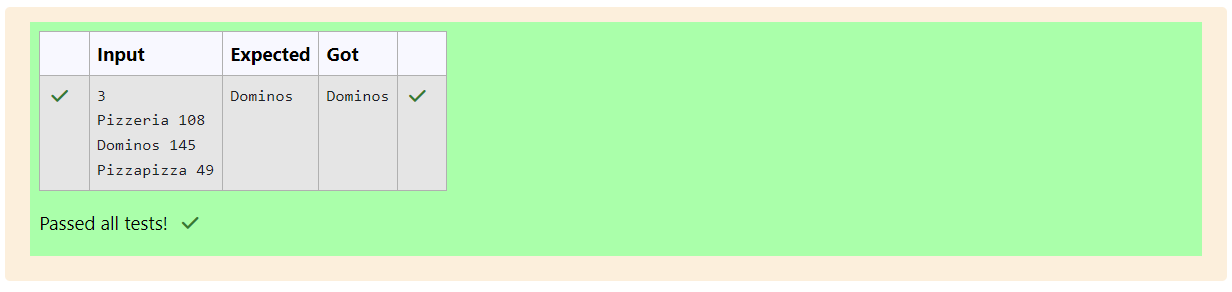 Input Expected Got
3 Dominos Dominos
Pizzeria 108
Dominos 145
Pizzapizza 49
Passed all tests!